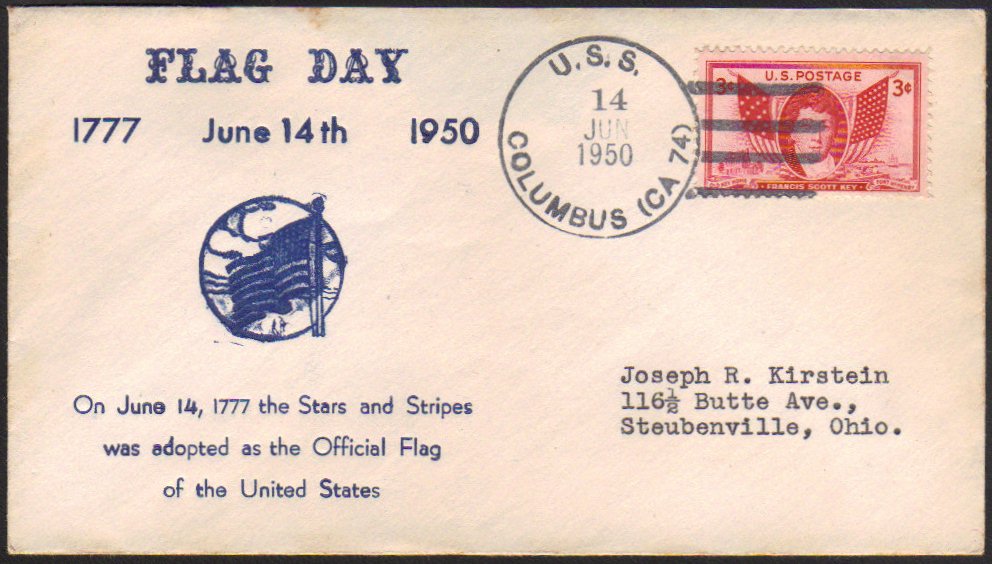 FLAG DAY
1777 June 14th 1950
On June 14, 1777 the Stars and Stripes
was adopted as the Official Flag
of the United States
U.S.S.
14
JUN
1950
COLUMBUS (CA 74)
U.S. POSTAGE
3¢ 3¢
FRANCIS SCOTT KEY
Joseph R. Kirstein
116½ Butte Ave.,
Steubenville, Ohio.